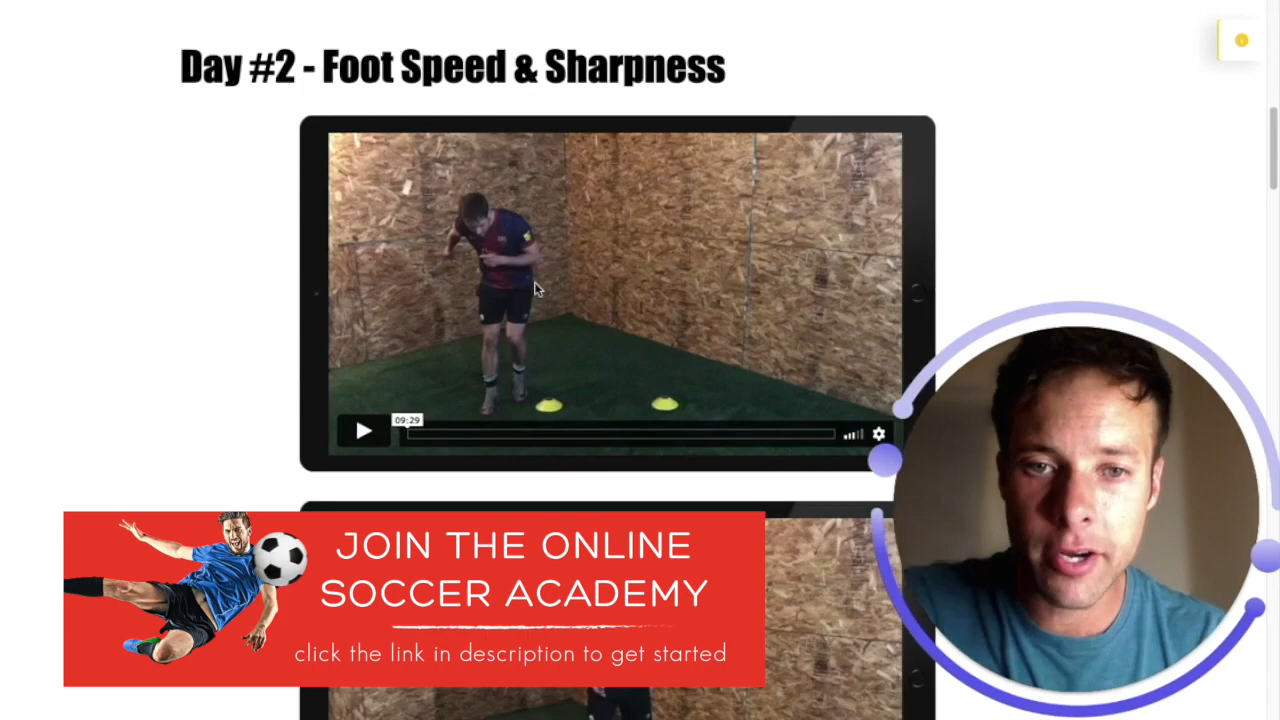 Day #2 - Foot Speed & Sharpness
09:29
JOIN THE ONLINE
SOCCER ACADEMY
click the link in description to get started